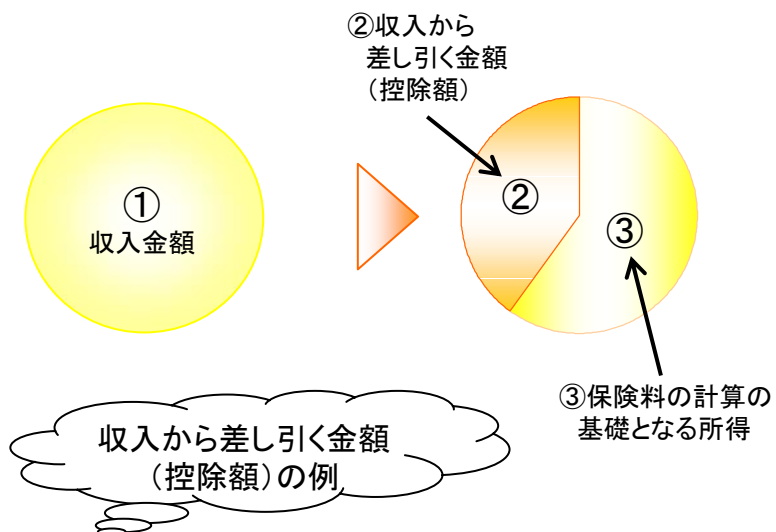 ②収入から
差し引く金額
（控除額）
①
収入金額
②
③
③保険料の計算の
基礎となる所得
収入から差し引く金額
（控除額）の例